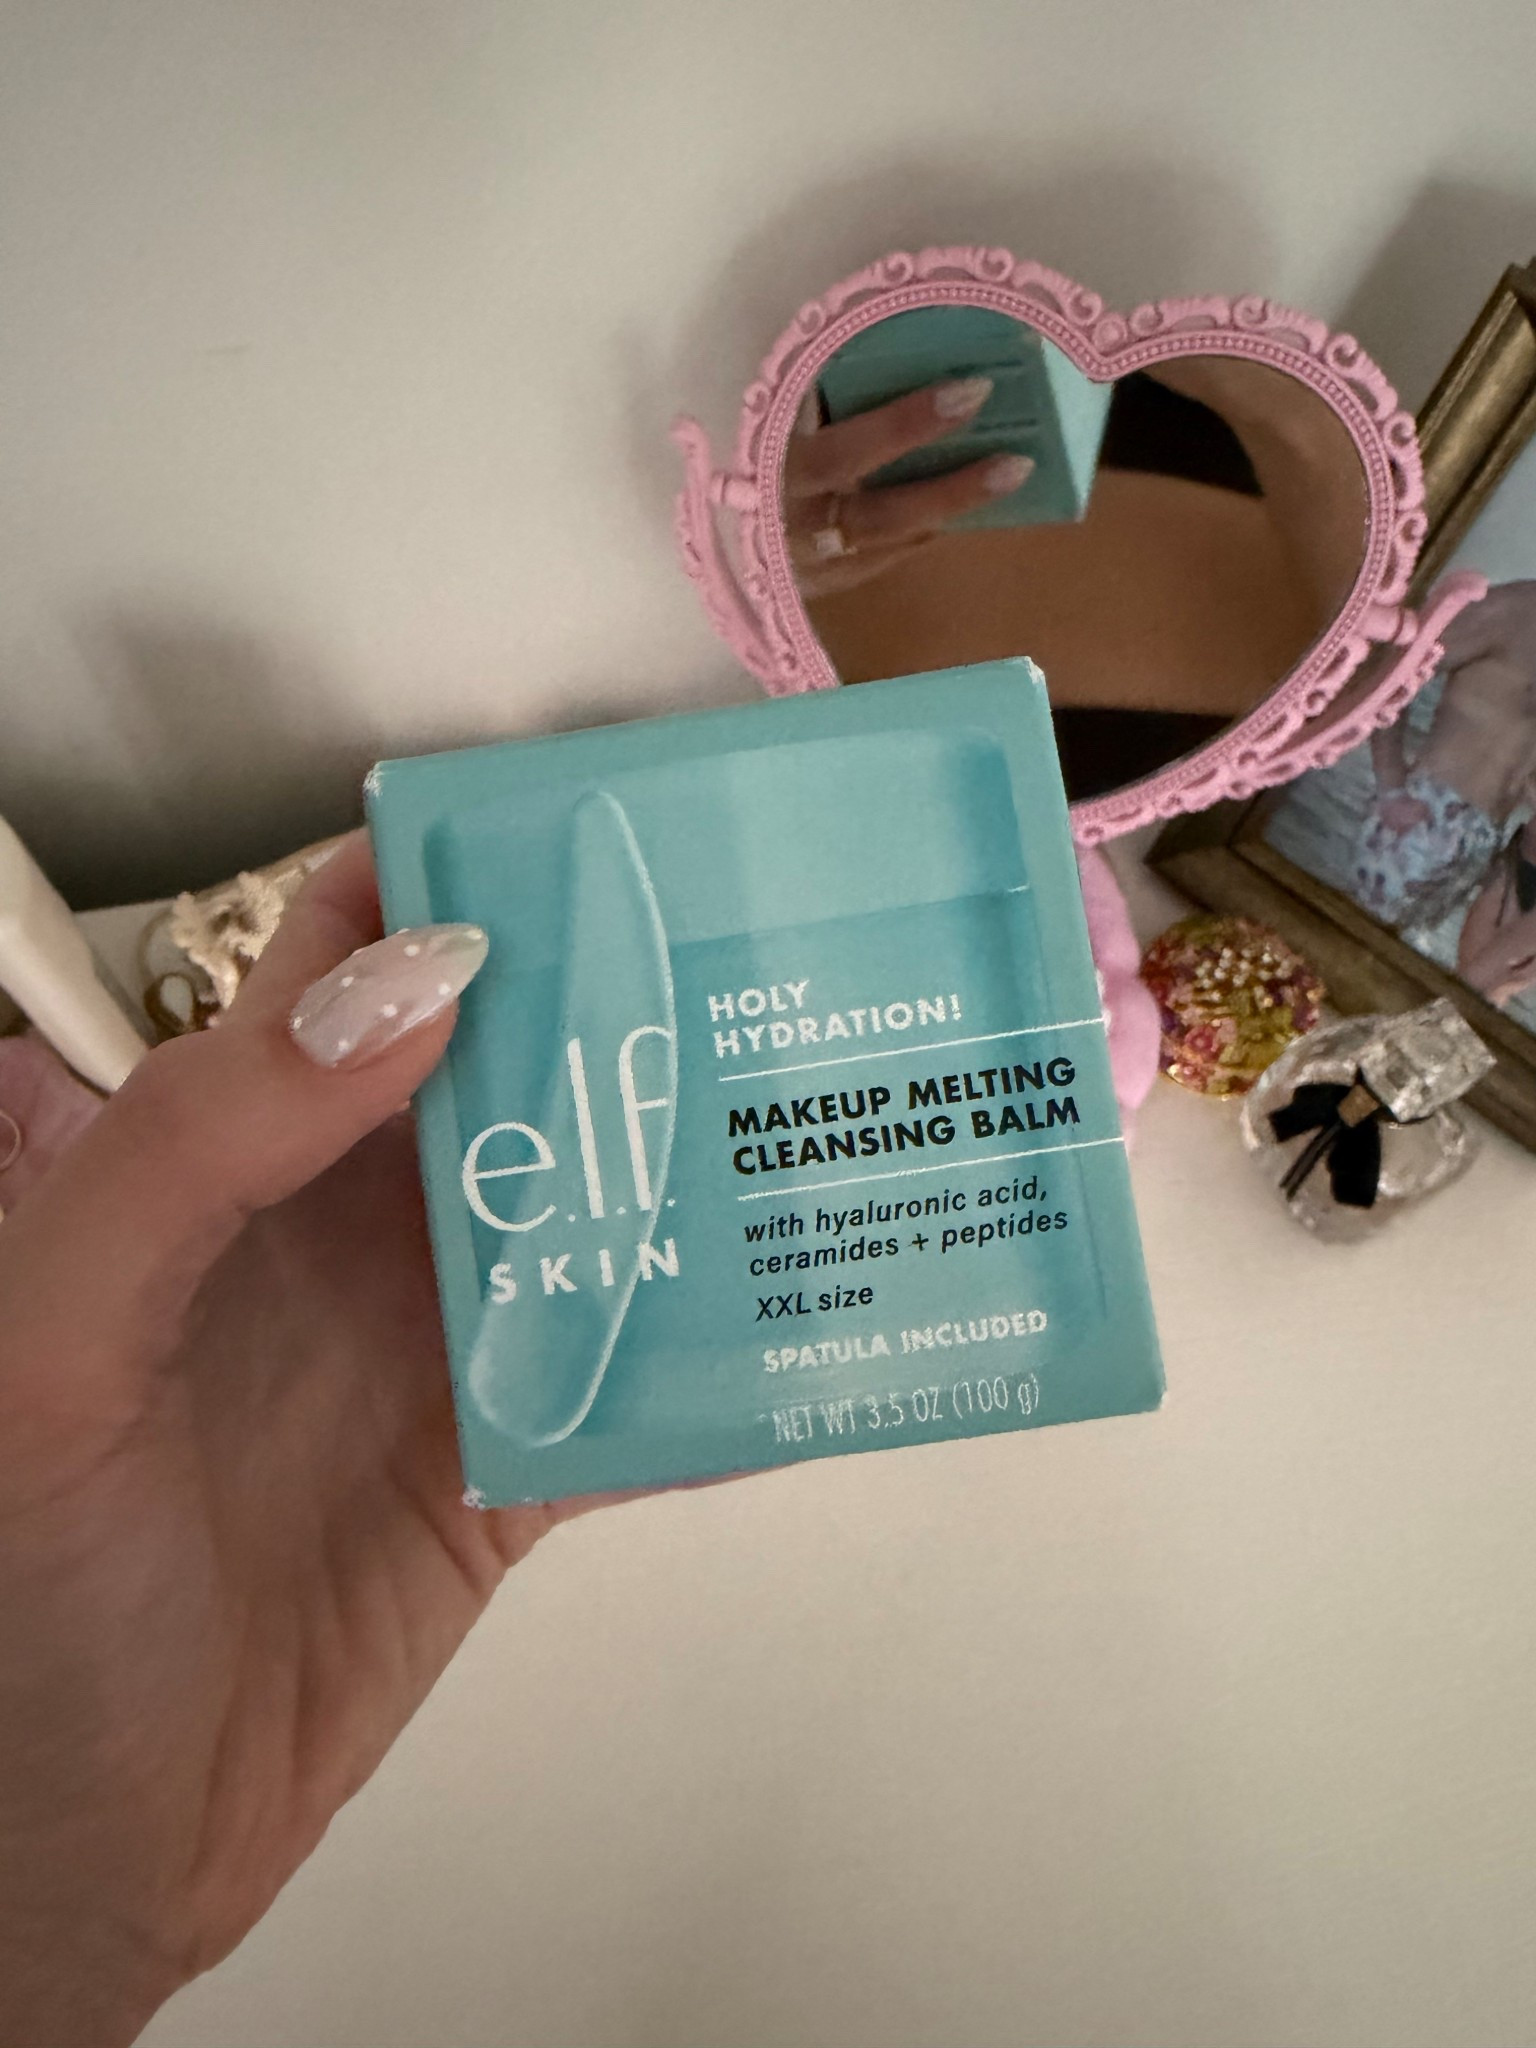 e.l.f.
SKIN
HOLY
HYDRATION!
MAKEUP MELTING
CLEANSING BALM
with hyaluronic acid,
ceramides + peptides
XXL size
SPATULA INCLUDED
NET WT 3.5 OZ (100 g)